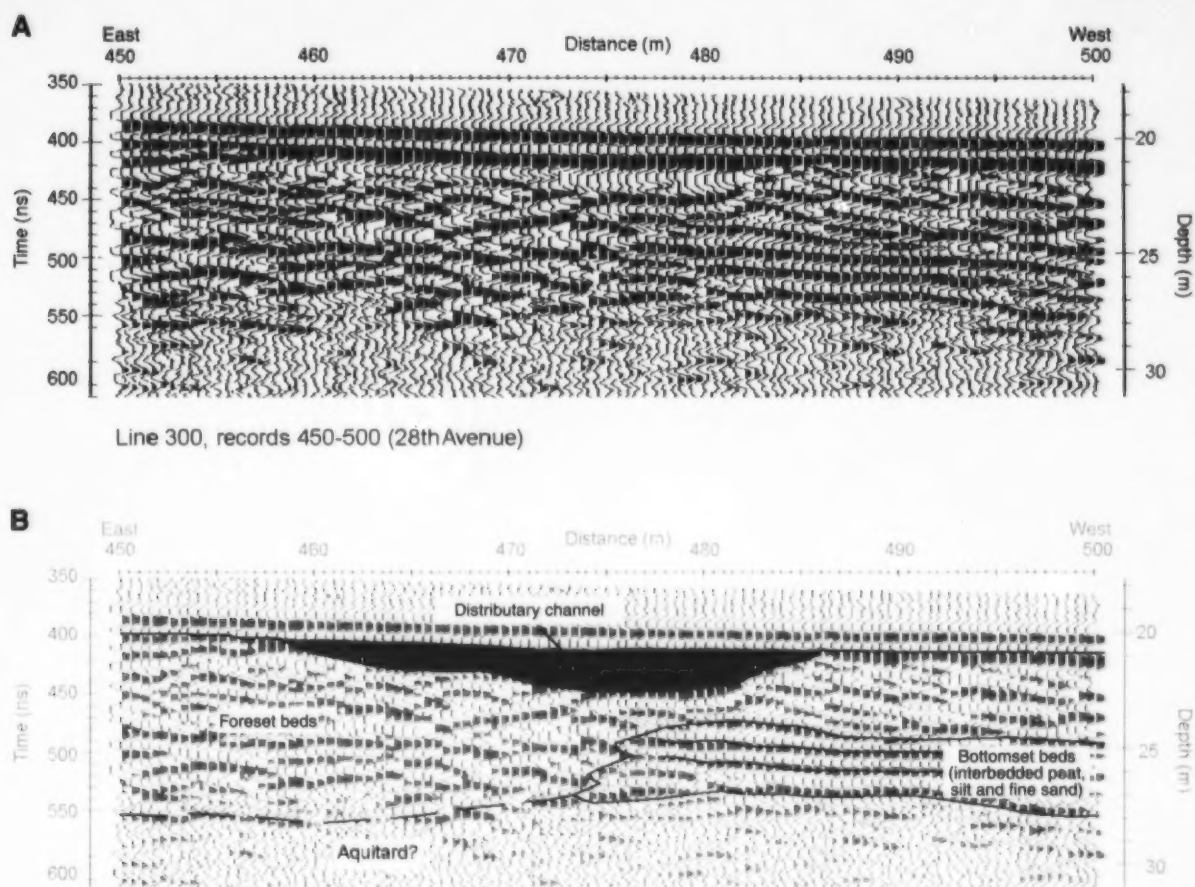 A
East
Distance (m)
West
450 460 470 480 490 500
350
400
450
500
550
600
Time (ns)
20
25
30
Depth (m)
Line 300, records 450-500 (28thAvenue)
B
East
Distance (m)
West
450 460 470 480 490 500
350
400
450
500
550
600
Time (ns)
20
25
30
Depth (m)
Distributary channel
Foreset beds
Bottomset beds
(interbedded peat,
silt and fine sand)
Aquitard?